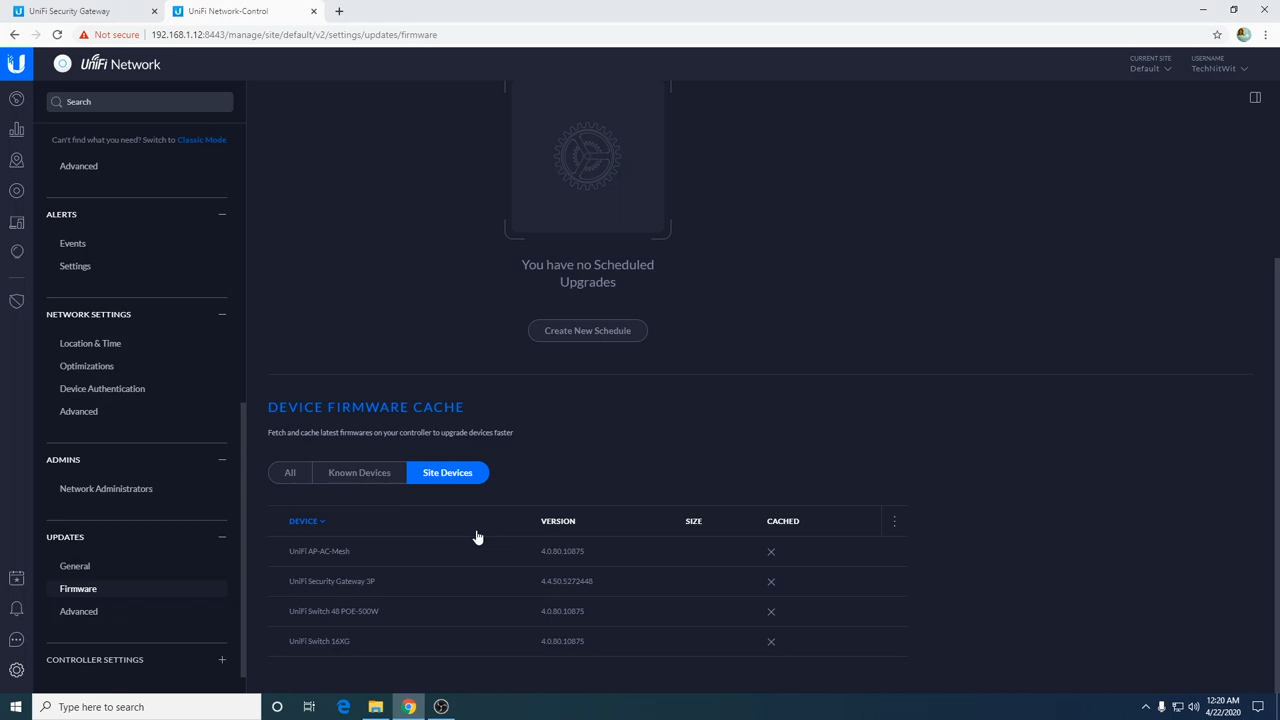 UniFi Security Gateway
UniFi Network-Control
Not secure 192.168.1.12:8443/manage/site/default/v2/settings/updates/firmware
UniFi Network
CURRENT SITE
Default
USERNAME
TechNitWit
Search
Can't find what you need? Switch to Classic Mode
Advanced
ALERTS
Events
Settings
NETWORK SETTINGS
Location & Time
Optimizations
Device Authentication
Advanced
ADMINS
Network Administrators
UPDATES
General
Firmware
Advanced
CONTROLLER SETTINGS
You have no Scheduled
Upgrades
Create New Schedule
DEVICE FIRMWARE CACHE
Fetch and cache latest firmwares on your controller to upgrade devices faster
All Known Devices Site Devices
DEVICE VERSION SIZE CACHED
UniFi AP-AC-Mesh 4.0.80.10875
UniFi Security Gateway 3P 4.4.50.5272448
UniFi Switch 48 POE-500W 4.0.80.10875
UniFi Switch 16XG 4.0.80.10875
Type here to search
12:20 AM
4/22/2020